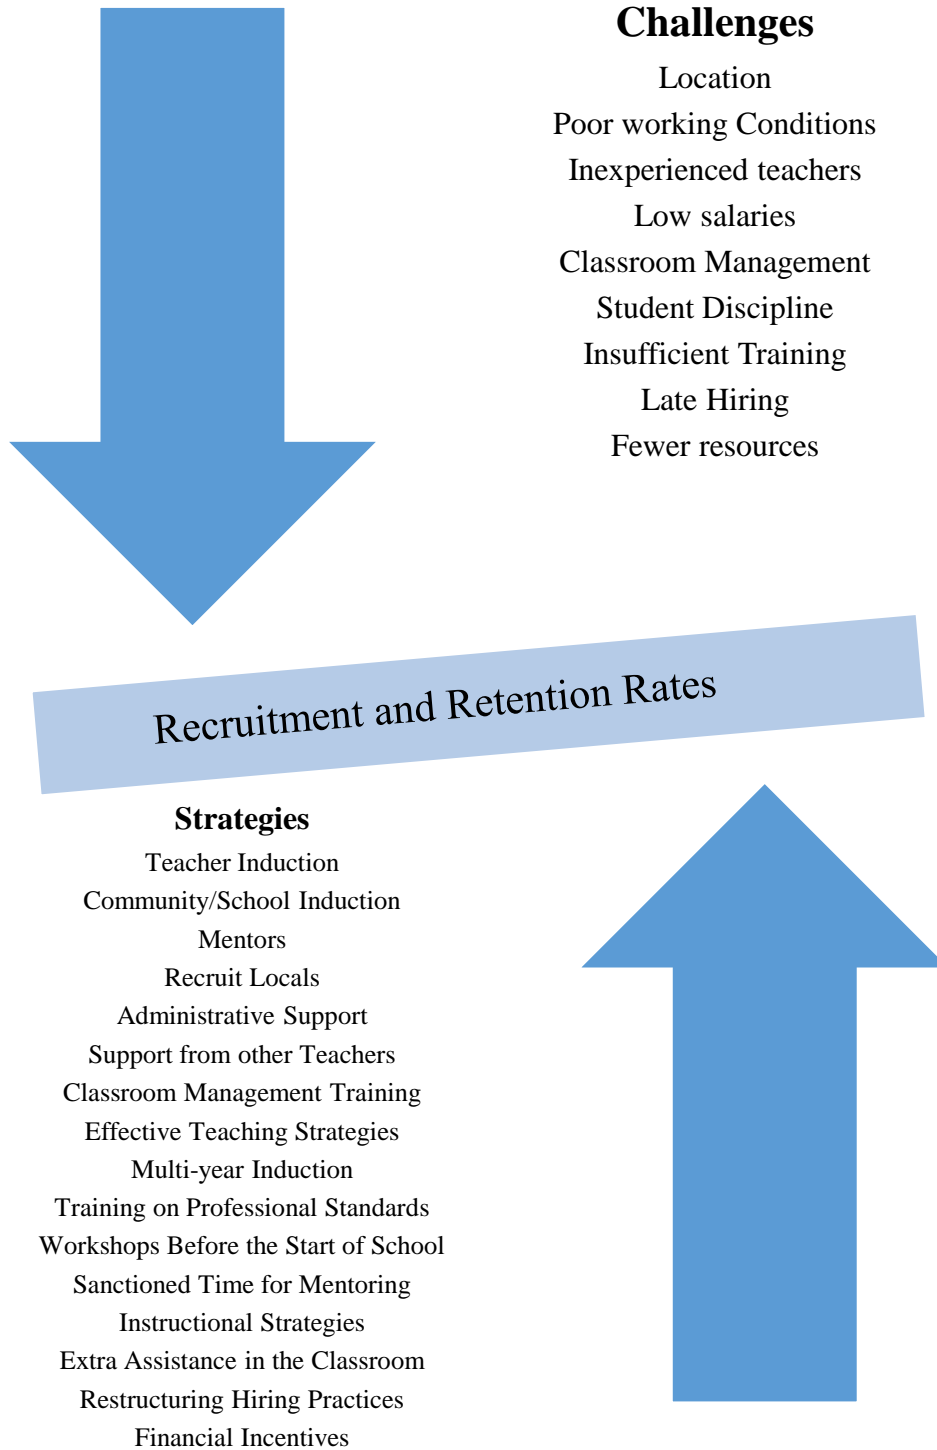 Challenges
Location
Poor working Conditions
Inexperienced teachers
Low salaries
Classroom Management
Student Discipline
Insufficient Training
Late Hiring
Fewer resources
Recruitment and Retention Rates
Strategies
Teacher Induction
Community/School Induction
Mentors
Recruit Locals
Administrative Support
Support from other Teachers
Classroom Management Training
Effective Teaching Strategies
Multi-year Induction
Training on Professional Standards
Workshops Before the Start of School
Sanctioned Time for Mentoring
Instructional Strategies
Extra Assistance in the Classroom
Restructuring Hiring Practices
Financial Incentives